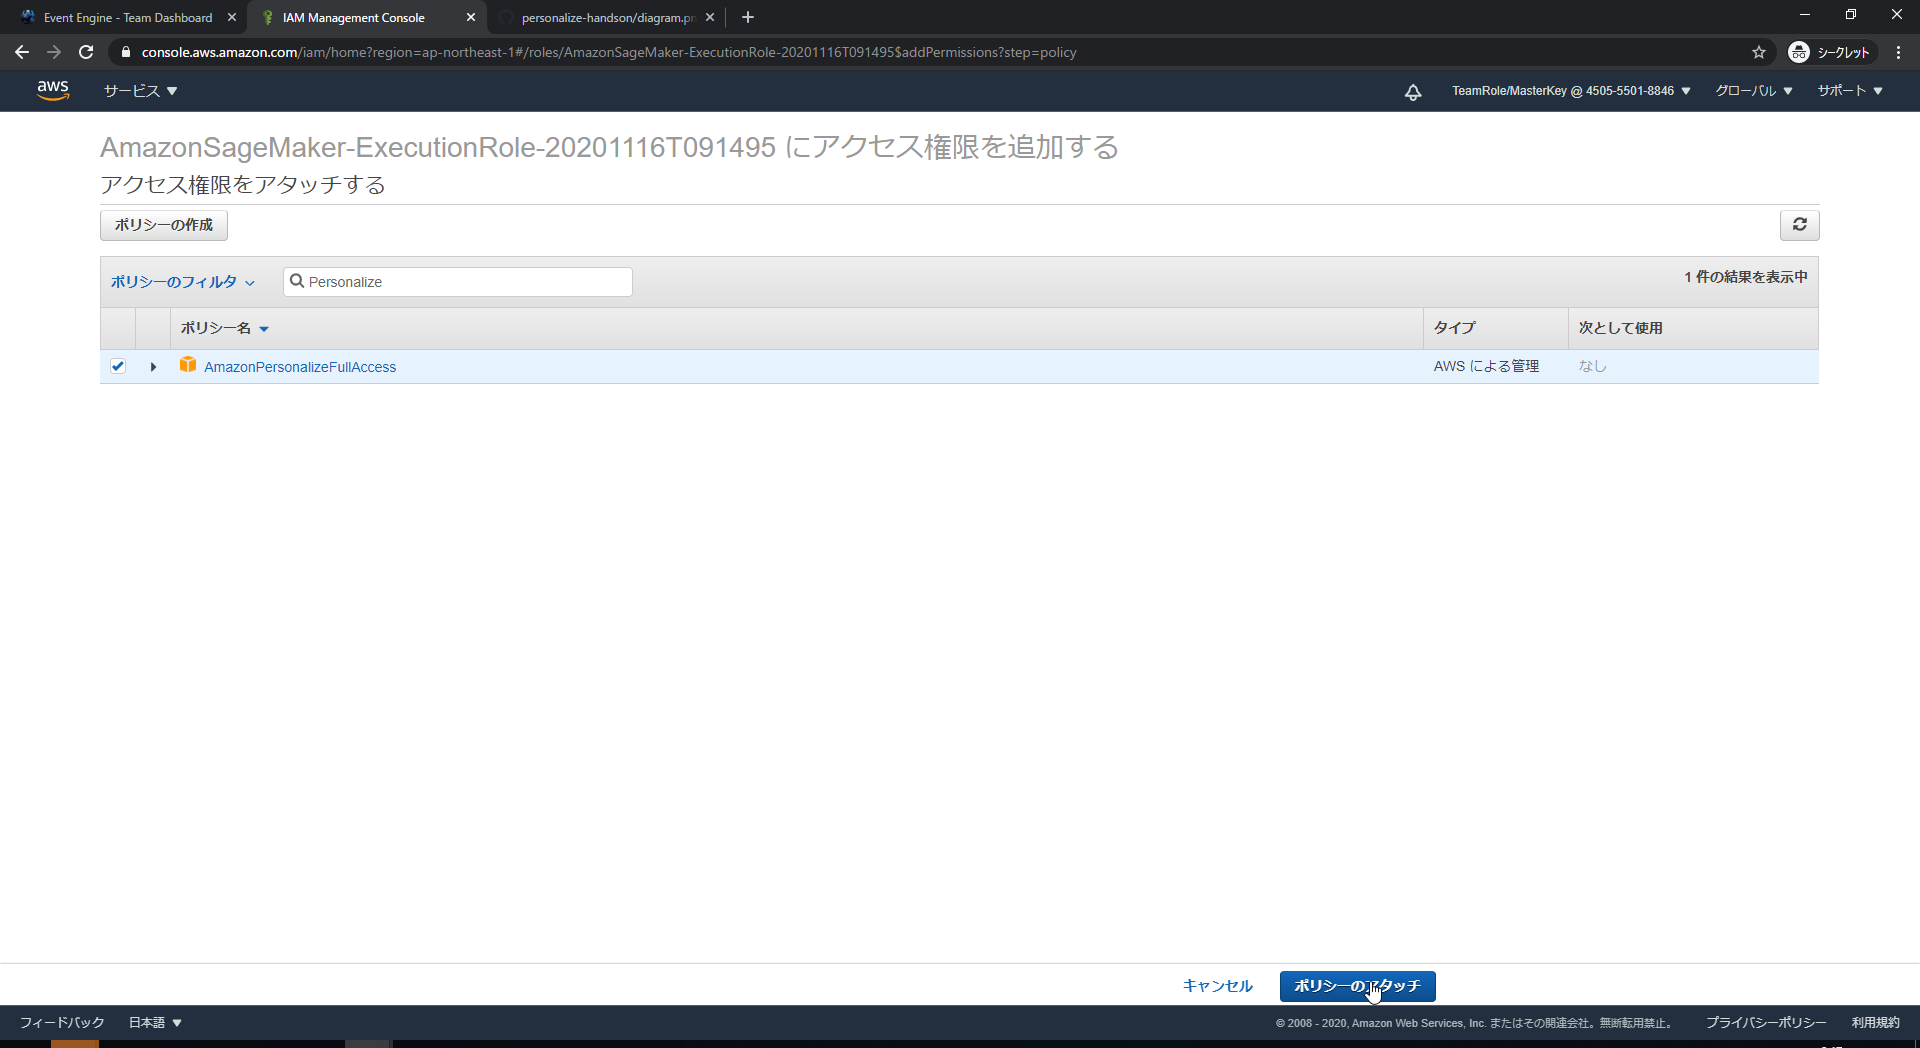 Event Engine - Team Dashboard
IAM Management Console
personalize-handson/diagram.pn
console.aws.amazon.com/iam/home?region=ap-northeast-1#/roles/AmazonSageMaker-ExecutionRole-20201116T091495$addPermissions?step=policy
シークレット
aws
サービス
TeamRole/MasterKey @ 4505-5501-8846
グローバル
サポート
AmazonSageMaker-ExecutionRole-20201116T091495 にアクセス権限を追加する
アクセス権限をアタッチする
ポリシーの作成
ポリシーのフィルタ
Personalize
1 件の結果を表示中
ポリシー名
タイプ
次として使用
AmazonPersonalizeFullAccess
AWS による管理
なし
キャンセル
ポリシーのアタッチ
フィードバック
日本語
© 2008 - 2020, Amazon Web Services, Inc. またはその関連会社。無断転用禁止。
プライバシーポリシー
利用規約